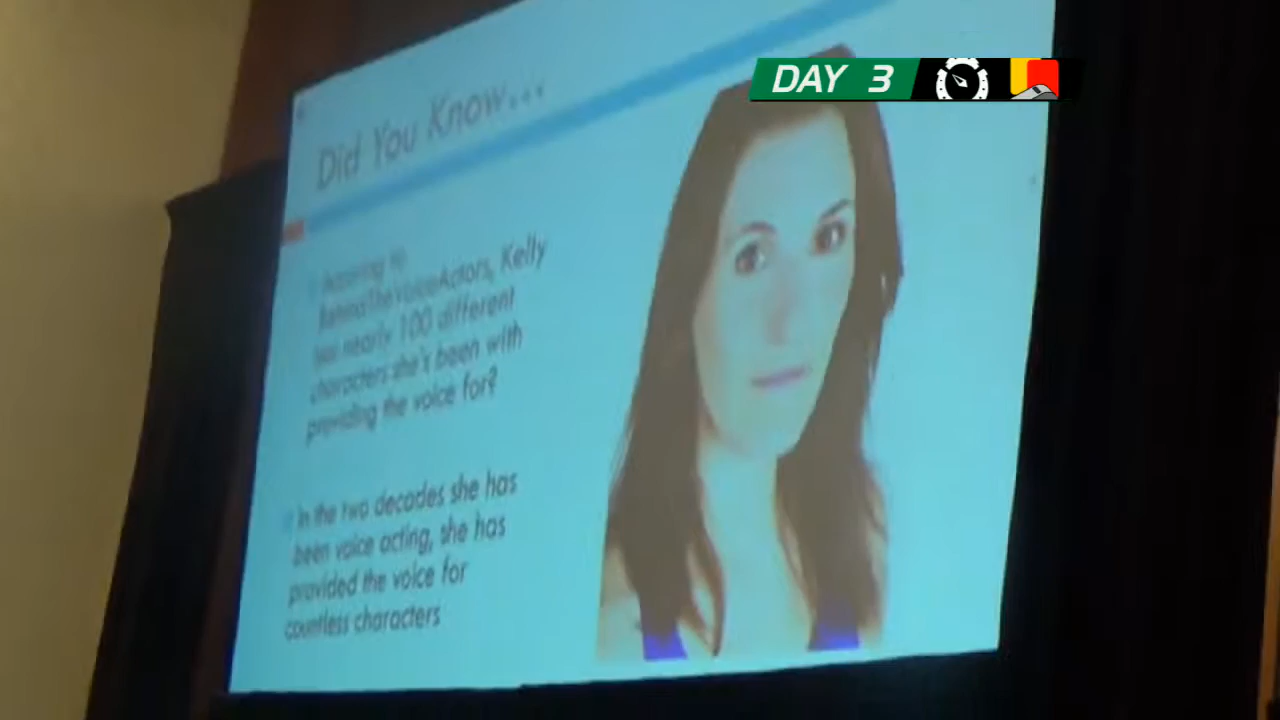 DAY 3
Did You Know...
According to
BehindTheVoiceActors, Kelly
has nearly 100 different
characters she's been with
providing the voice for?
In the two decades she has
been voice acting, she has
provided the voice for
countless characters